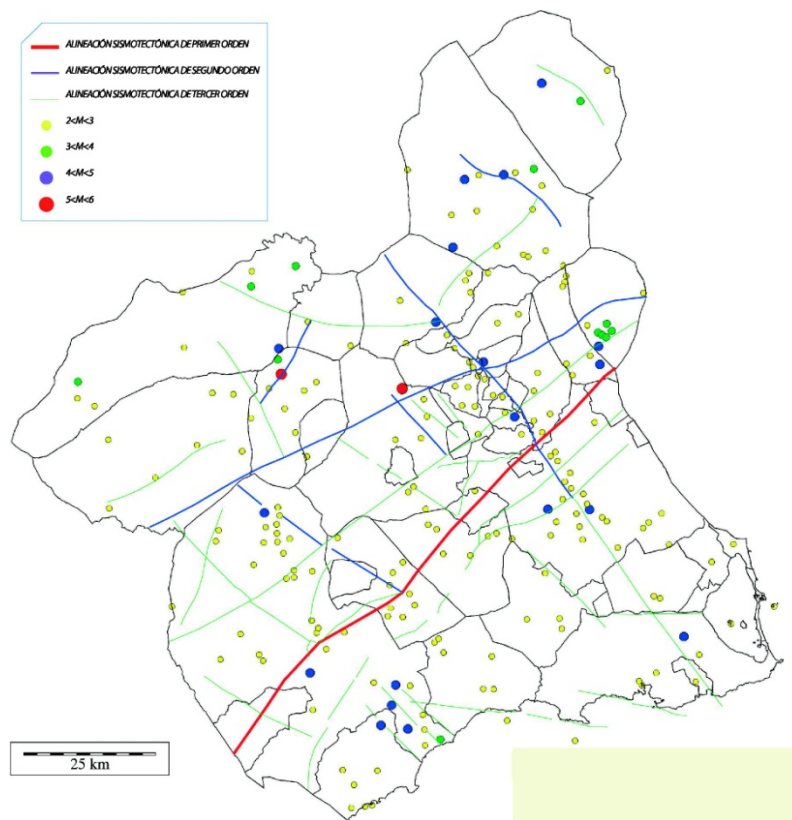 ALINEACIÓN SISMOTECTÓNICA DE PRIMER ORDEN
ALINEACIÓN SISMOTECTÓNICA DE SEGUNDO ORDEN
ALINEACIÓN SISMOTECTÓNICA DE TERCER ORDEN
2<M<3
3<M<4
4<M<5
5<M<6
25 km